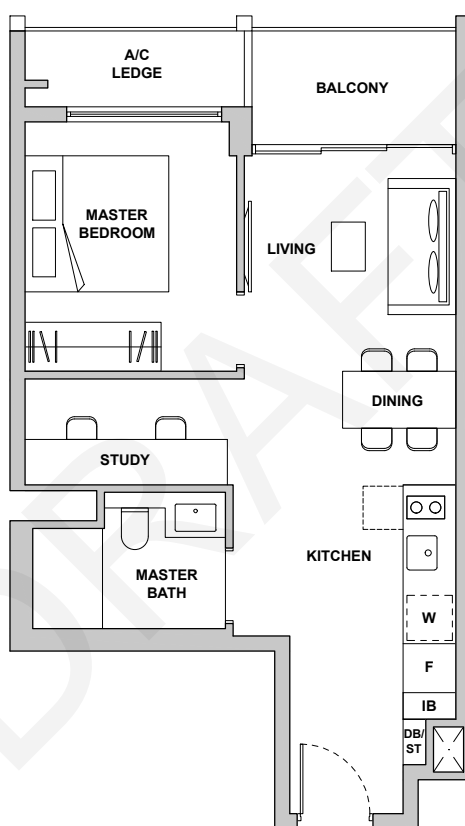 A/C
LEDGE
BALCONY
MASTER
BEDROOM
LIVING
DINING
STUDY
KITCHEN
MASTER
BATH
W
F
IB
DB/
ST
DRAFT